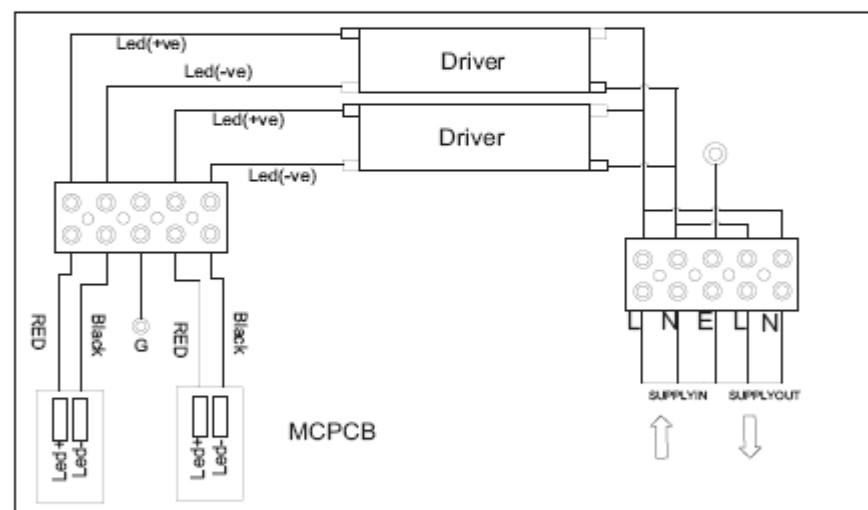 Led(+ve)
Driver
Led(-ve)
Led(+ve)
Driver
Led(-ve)
L N E L N
RED
Black
G
RED
Black
SUPPLYIN
SUPPLYOUT
MCPCB
Led+
Led-
Led+
Led-